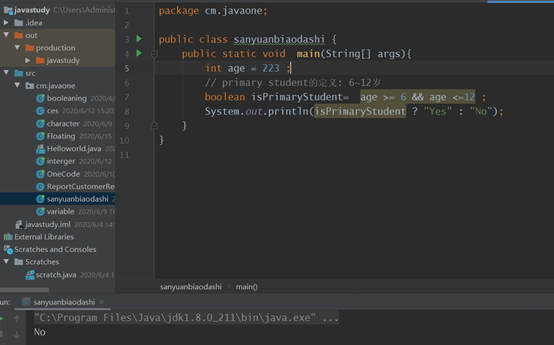 javastudy C:\Users\Administ
.idea
out
production
javastudy
src
cm.javaone
booleaning 2020/6/
ces 2020/6/12 15:20
character 2020/6/9
Floating 2020/6/15
Helloworld.java 20
interger 2020/6/12
OneCode 2020/6/10
ReportCustomerRe
sanyuanbiaodashi
variable 2020/6/9 16
javastudy.iml 2020/6/4 14:
External Libraries
Scratches and Consoles
Scratches
scratch.java 2020/6/4 1
1 package cm.javaone;
2
3 public class sanyuanbiaodashi {
4 public static void main(String[] args){
5 int age = 223 ;
6 // primary student的定义: 6~12岁
7 boolean isPrimaryStudent= age >= 6 && age <=12 ;
8 System.out.println(isPrimaryStudent ? "Yes" : "No");
9 }
10 }
11
sanyuanbiaodashi › main()
un: sanyuanbiaodashi ×
"C:\Program Files\Java\jdk1.8.0_211\bin\java.exe" ...
No